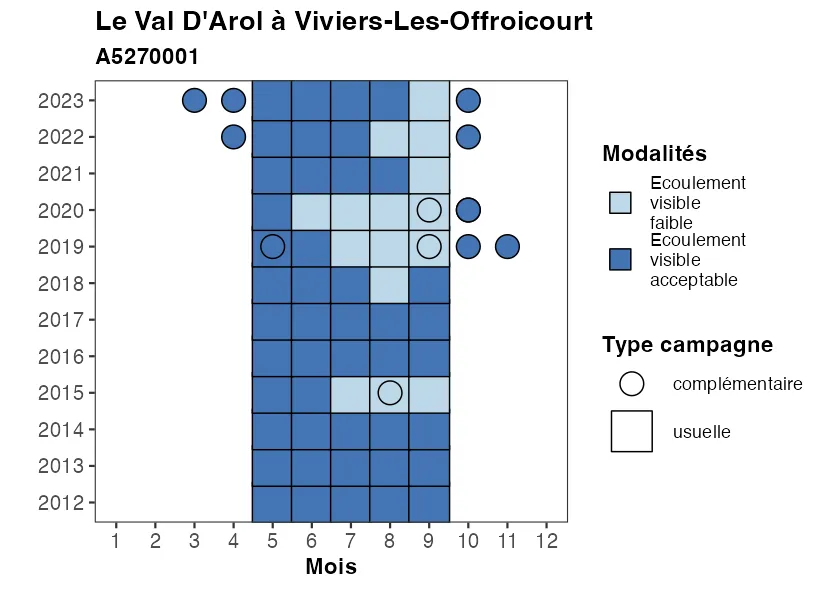 Le Val D'Arol à Viviers-Les-Offroicourt
A5270001
2023
2022
2021
2020
2019
2018
2017
2016
2015
2014
2013
2012
1 2 3 4 5 6 7 8 9 10 11 12
Mois
Modalités
Ecoulement
visible
faible
Ecoulement
visible
acceptable
Type campagne
complémentaire
usuelle